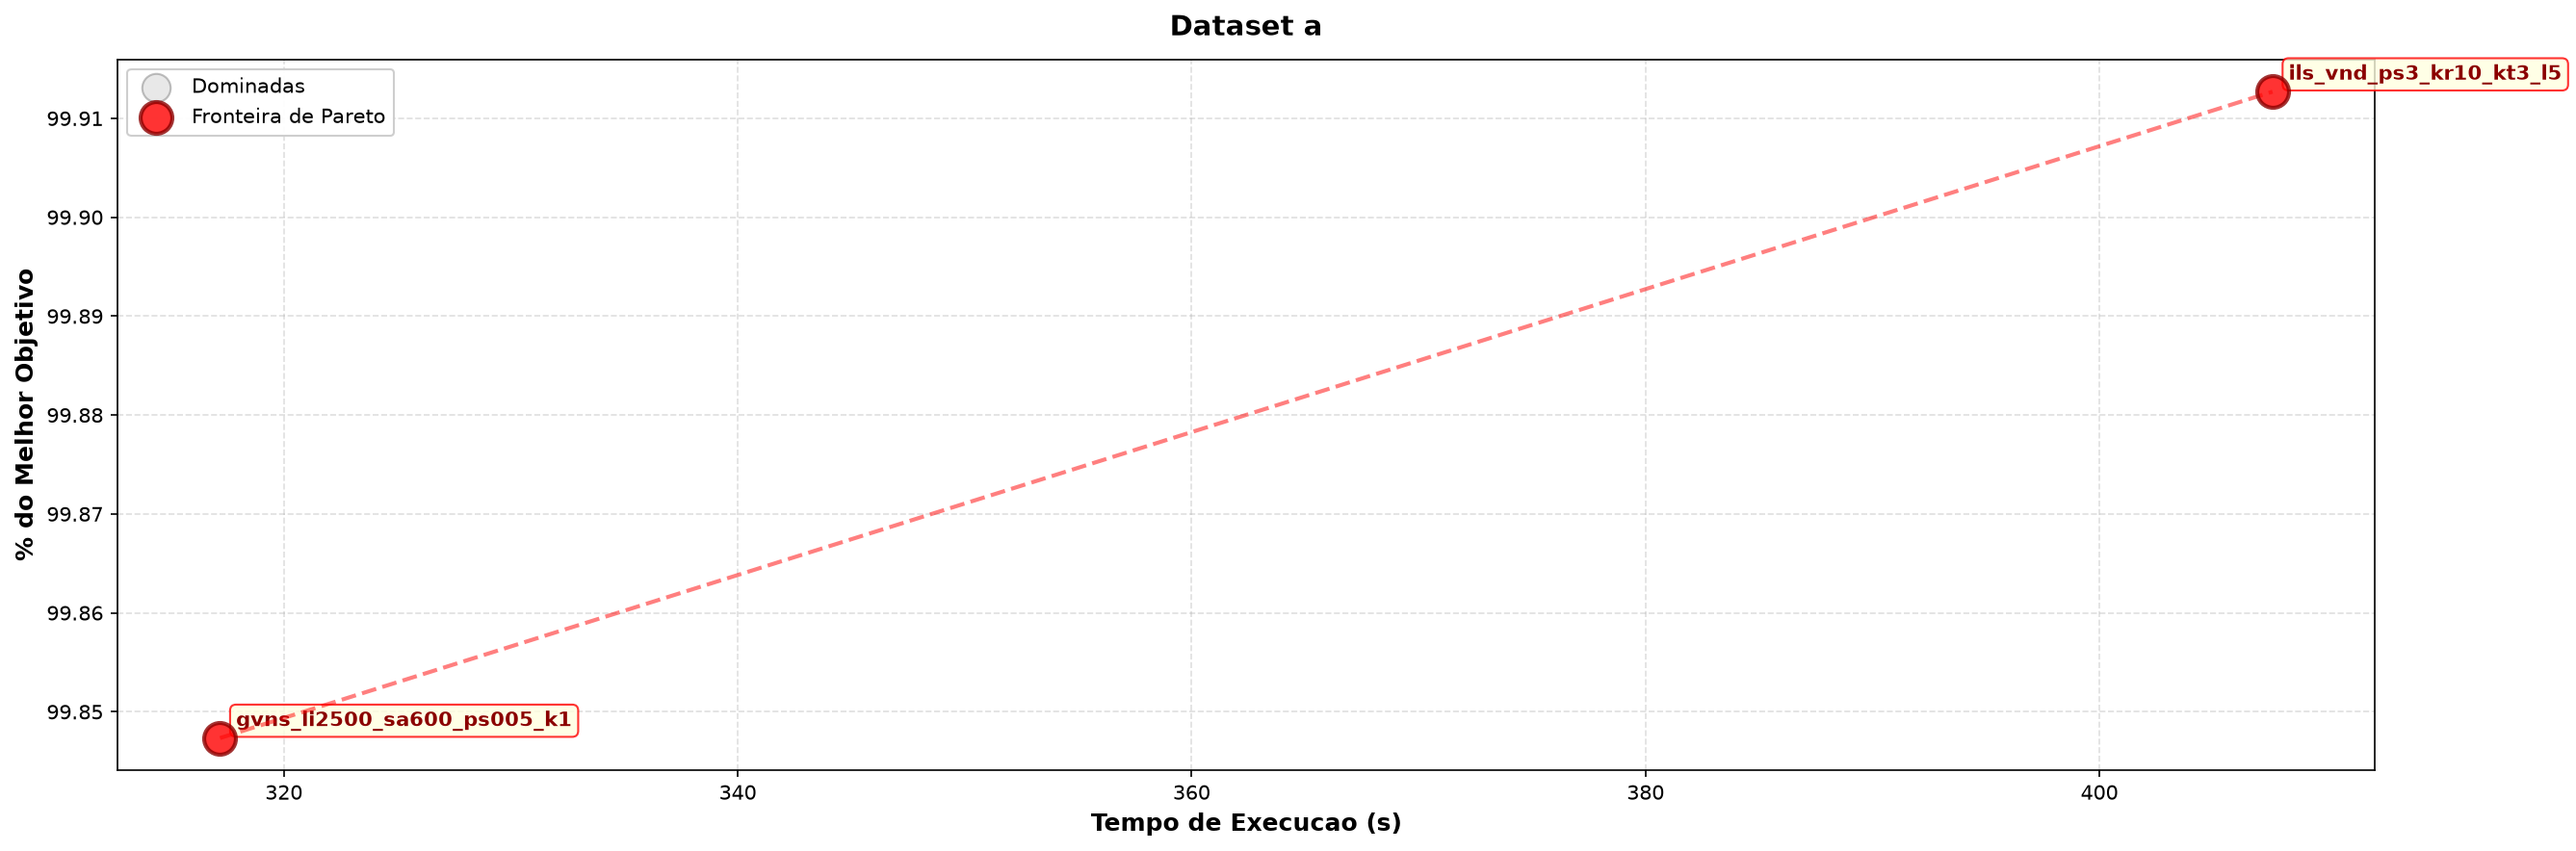 Dataset a
Dominadas
Fronteira de Pareto
ils_vnd_ps3_kr10_kt3_l5
gvns_li2500_sa600_ps005_k1
% do Melhor Objetivo
99.91
99.90
99.89
99.88
99.87
99.86
99.85
320 340 360 380 400
Tempo de Execucao (s)